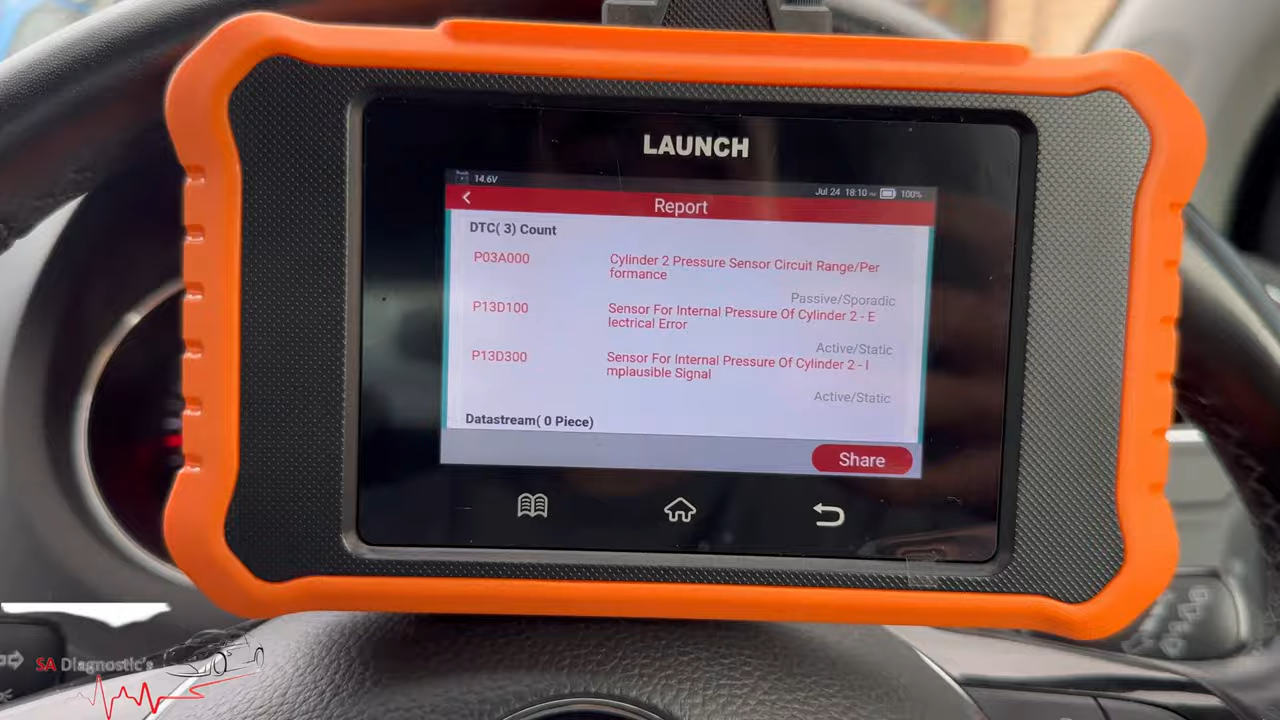 LAUNCH
14.6V
Jul 24 18:10 100%
Report
DTC( 3) Count
P03A000 Cylinder 2 Pressure Sensor Circuit Range/Per
formance
Passive/Sporadic
P13D100 Sensor For Internal Pressure Of Cylinder 2 - E
lectrical Error
Active/Static
P13D300 Sensor For Internal Pressure Of Cylinder 2 - I
mplausible Signal
Active/Static
Datastream( 0 Piece)
Share
SA Diagnostic's